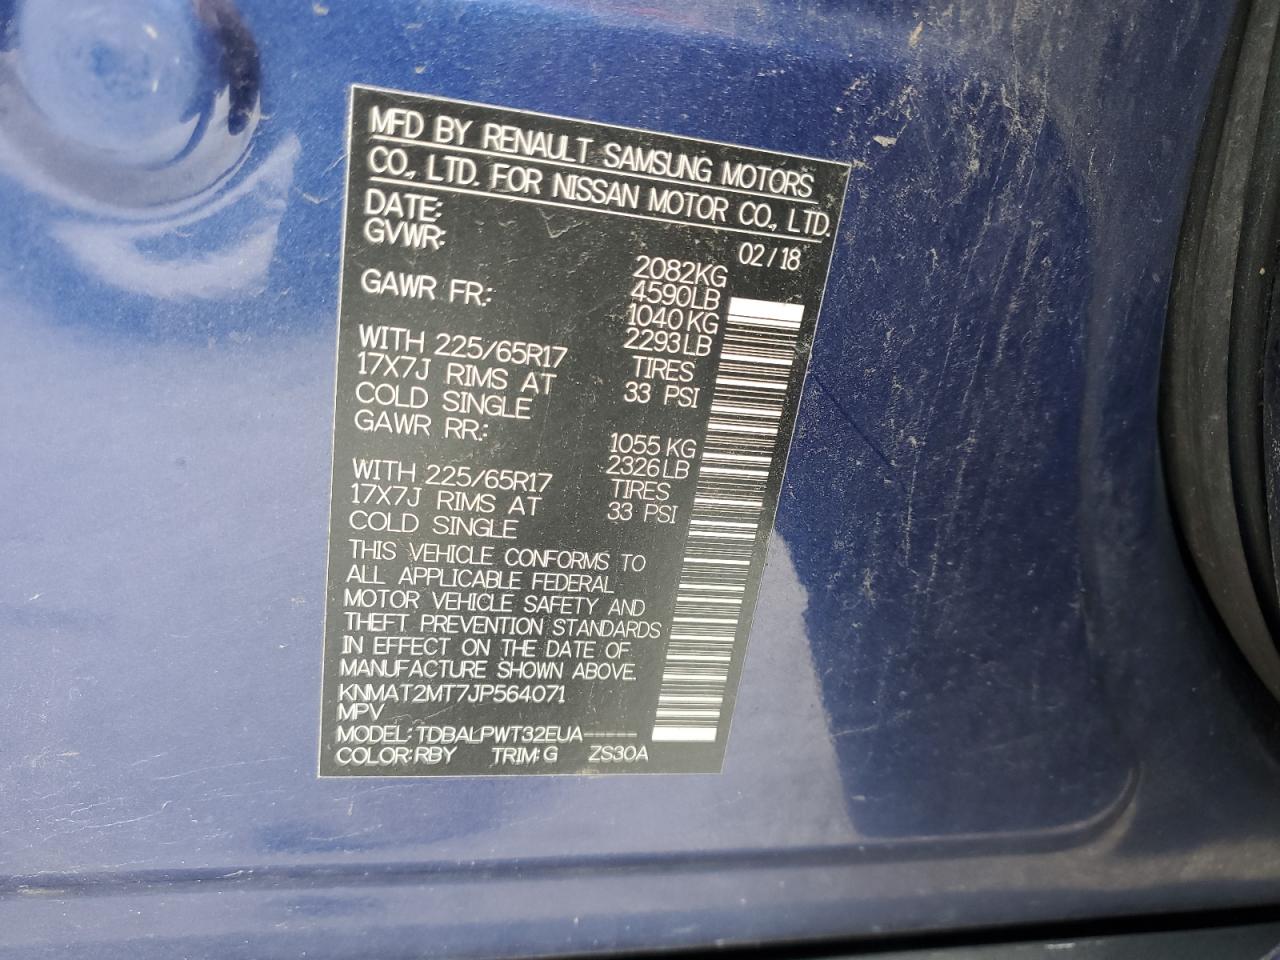 MFD BY RENAULT SAMSUNG MOTORS
CO., LTD. FOR NISSAN MOTOR CO., LTD.
DATE: 02/18
GVWR: 2082KG
4590LB
GAWR FR: 1040KG
2293LB
WITH 225/65R17 TIRES
17X7J RIMS AT 33 PSI
COLD SINGLE
GAWR RR: 1055KG
2326LB
WITH 225/65R17 TIRES
17X7J RIMS AT 33 PSI
COLD SINGLE
THIS VEHICLE CONFORMS TO
ALL APPLICABLE FEDERAL
MOTOR VEHICLE SAFETY AND
THEFT PREVENTION STANDARDS
IN EFFECT ON THE DATE OF
MANUFACTURE SHOWN ABOVE.
KNMAT2MT7JP564071
MPV
MODEL: TDBALPWT32EUA------
COLOR:RBY TRIM:G ZS30A